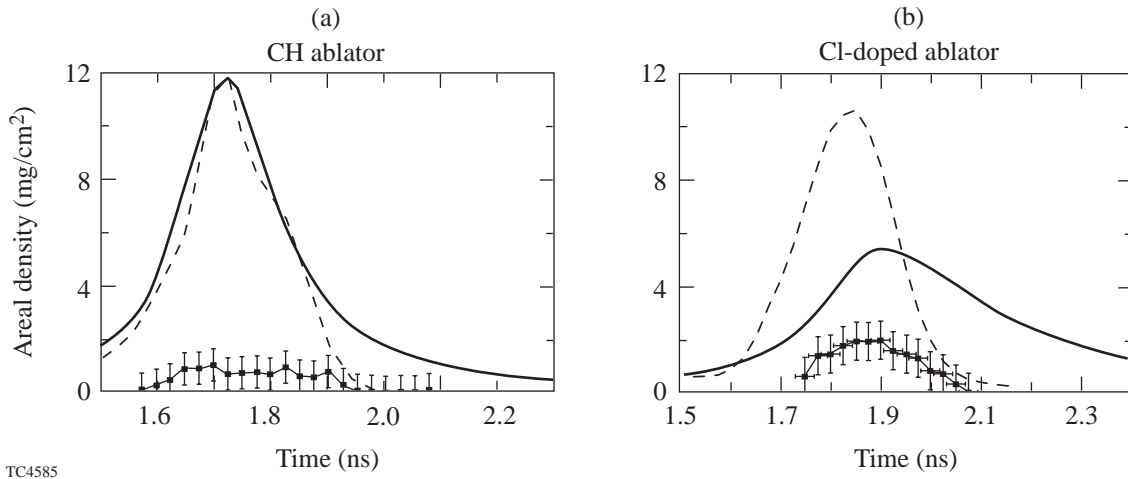 (a)
CH ablator
(b)
Cl-doped ablator
Areal density (mg/cm²)
12
8
4
0
1.6
1.8
2.0
2.2
Time (ns)
12
8
4
0
1.5
1.7
1.9
2.1
2.3
Time (ns)
TC4585